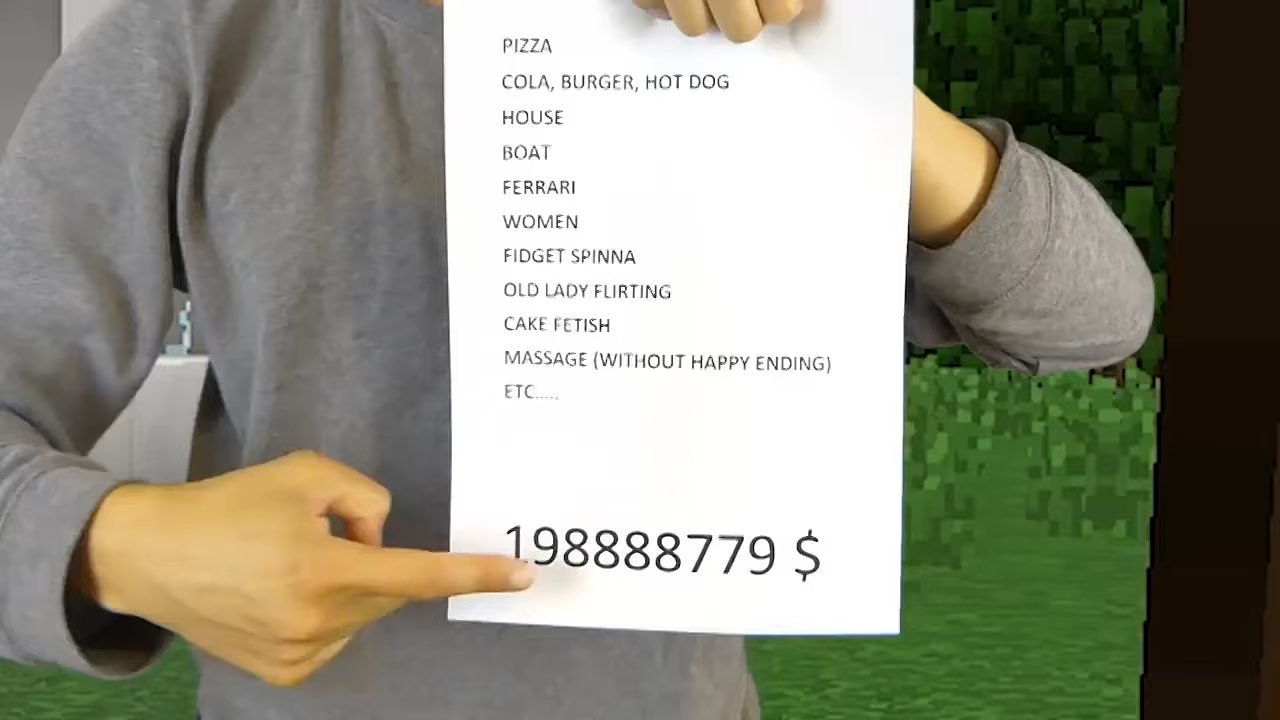 PIZZA
COLA, BURGER, HOT DOG
HOUSE
BOAT
FERRARI
WOMEN
FIDGET SPINNA
OLD LADY FLIRTING
CAKE FETISH
MASSAGE (WITHOUT HAPPY ENDING)
ETC.....
198888779 $